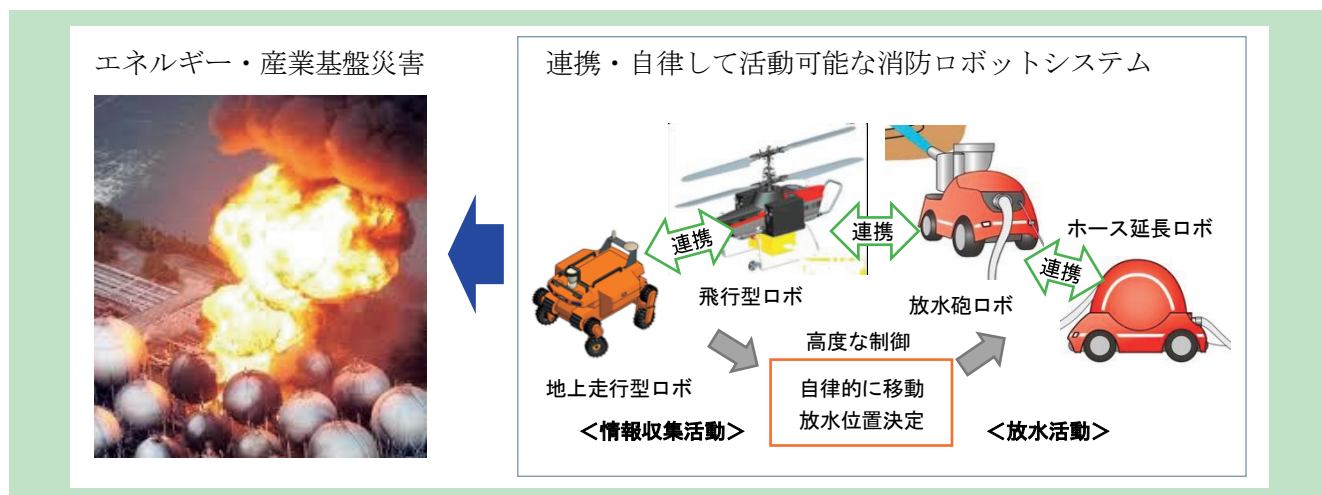 エネルギー・産業基盤災害
連携・自律して活動可能な消防ロボットシステム
連携
連携
連携
ホース延長ロボ
飛行型ロボ
放水砲ロボ
地上走行型ロボ
高度な制御
自律的に移動
放水位置決定
＜情報収集活動＞
＜放水活動＞